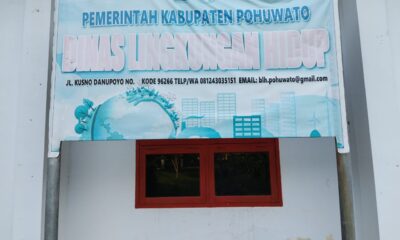 PEMERINTAH KABUPATEN POHUWATO
DINAS LINGKUNGAN HIDUP
JL. KUSNO DANUPOYO NO. KODE 96266 TELP/WA 081243035151 EMAIL: blh.pohuwato@gmail.com